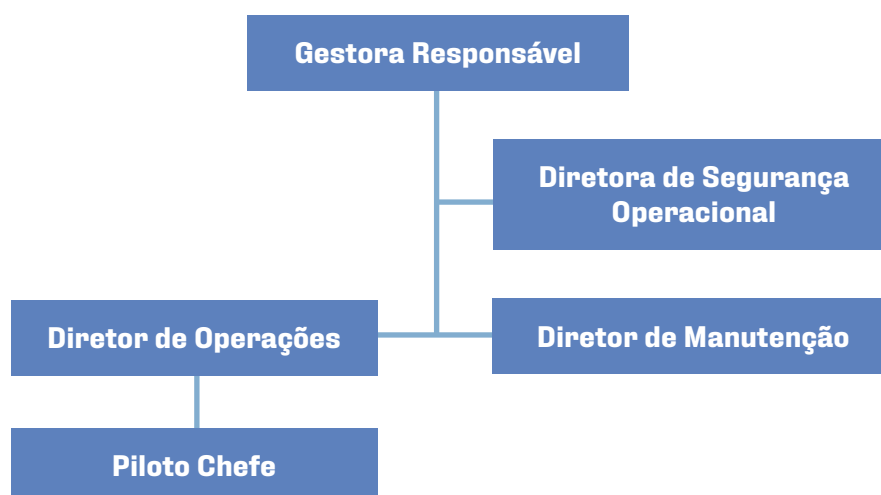 Gestora Responsável
Diretora de Segurança
Operacional
Diretor de Operações
Diretor de Manutenção
Piloto Chefe